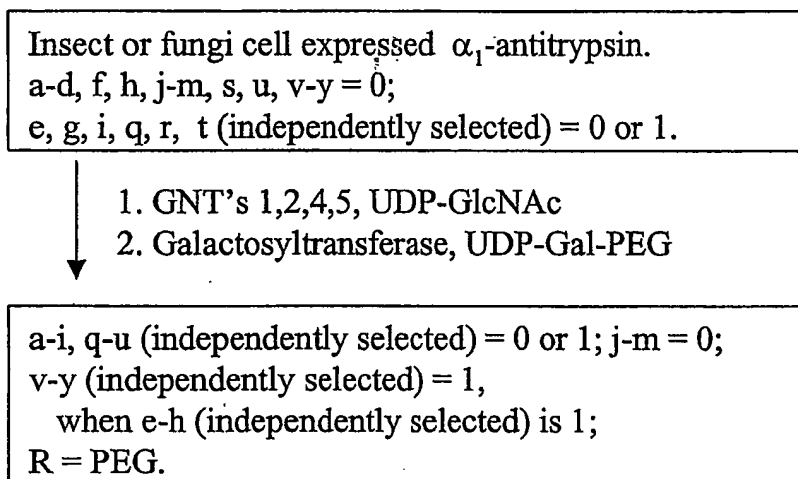 Insect or fungi cell expressed α₁-antitrypsin.
a-d, f, h, j-m, s, u, v-y = 0;
e, g, i, q, r, t (independently selected) = 0 or 1.
1. GNT's 1,2,4,5, UDP-GlcNAc
2. Galactosyltransferase, UDP-Gal-PEG
a-i, q-u (independently selected) = 0 or 1; j-m = 0;
v-y (independently selected) = 1,
when e-h (independently selected) is 1;
R = PEG.